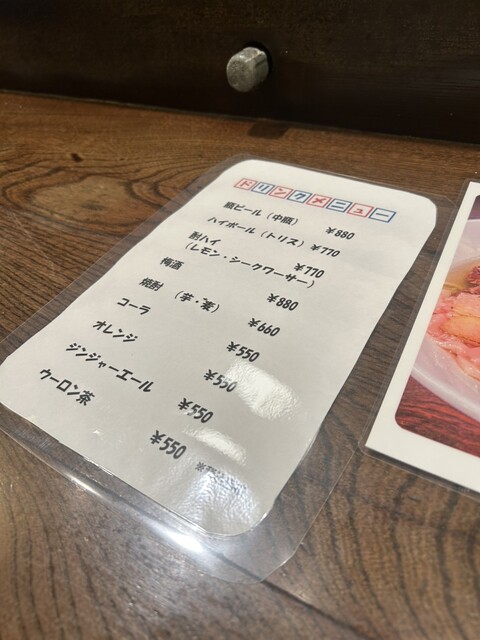 ドリンクメニュー
瓶ビール（中瓶） ¥880
ハイボール（トリス） ¥770
酎ハイ ¥770
（レモン・シークワーサー）
梅酒 ¥880
焼酎 （芋・麦） ¥660
コーラ ¥550
オレンジ ¥550
ジンジャーエール ¥550
ウーロン茶 ¥550